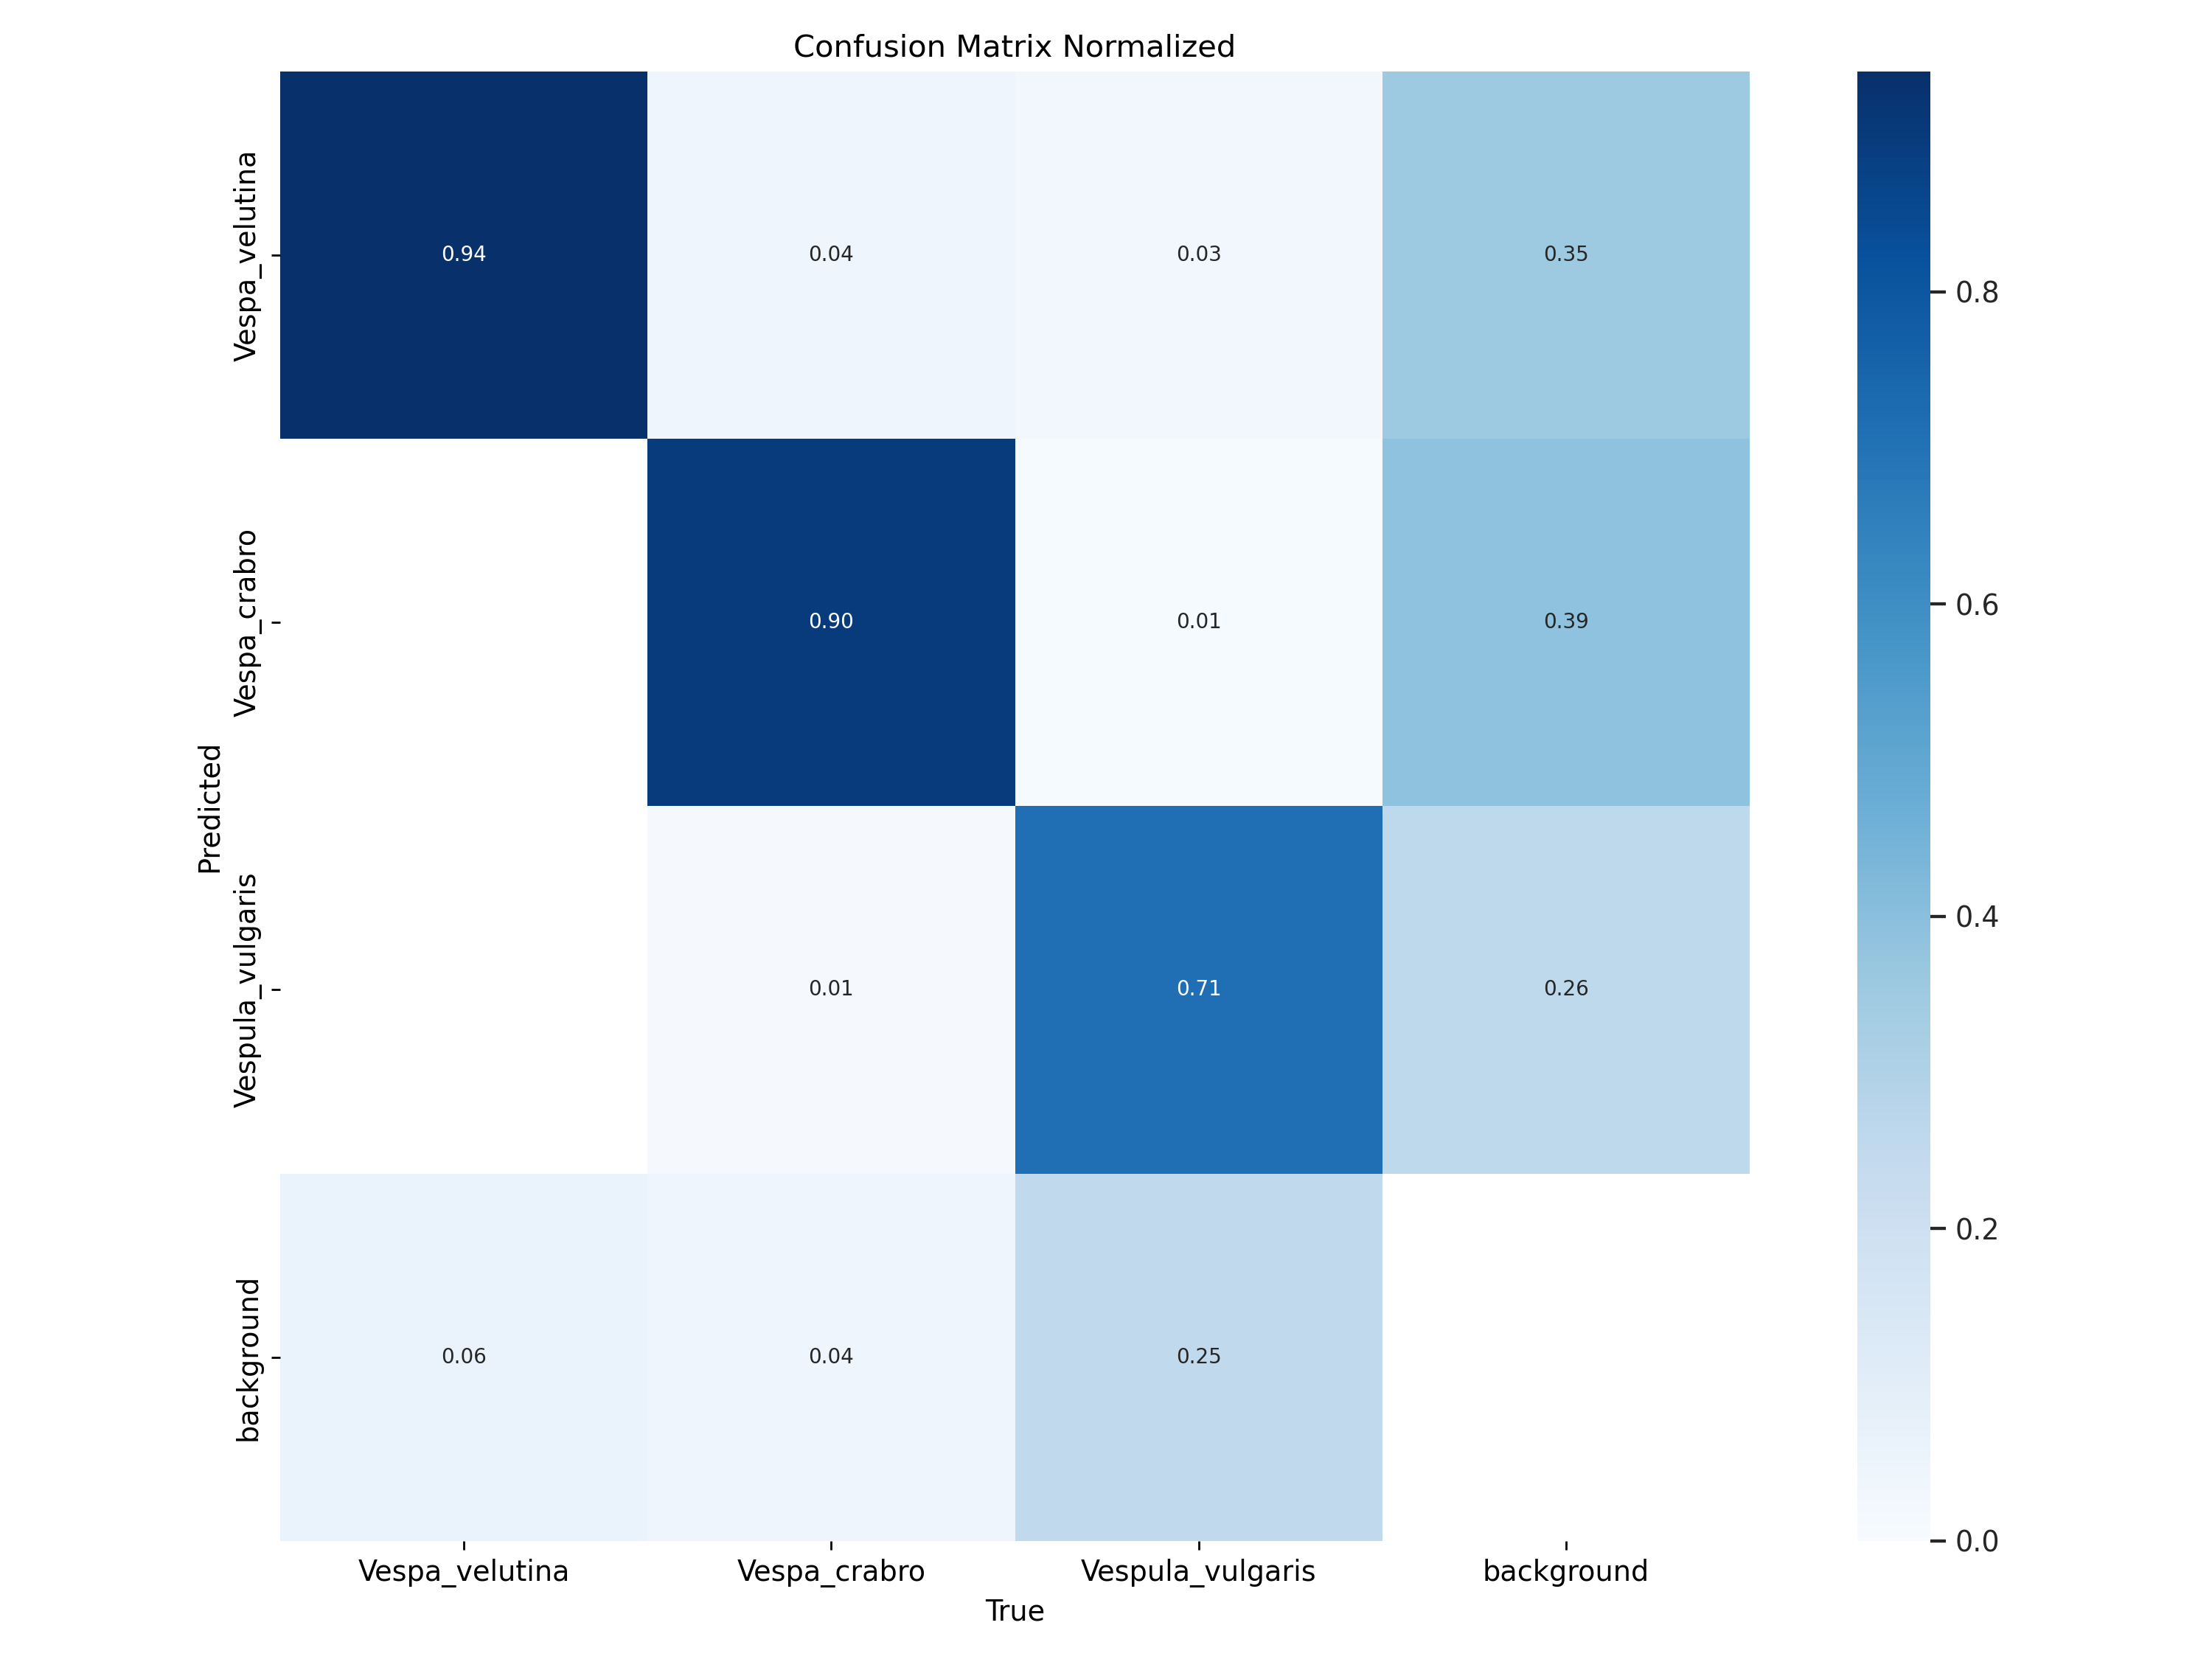 Confusion Matrix Normalized
Vespa_velutina
0.94
0.04
0.03
0.35
Vespa_crabro
0.90
0.01
0.39
Vespula_vulgaris
0.01
0.71
0.26
background
0.06
0.04
0.25
Predicted
Vespa_velutina
Vespa_crabro
Vespula_vulgaris
background
True
0.8
0.6
0.4
0.2
0.0